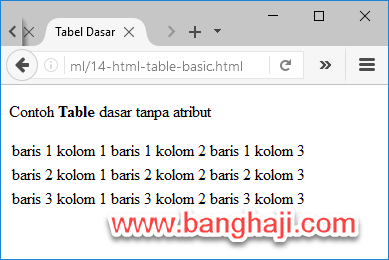 Tabel Dasar
ml/14-html-table-basic.html
Contoh Table dasar tanpa atribut
baris 1 kolom 1 baris 1 kolom 2 baris 1 kolom 3
baris 2 kolom 1 baris 2 kolom 2 baris 2 kolom 3
baris 3 kolom 1 baris 3 kolom 2 baris 3 kolom 3
www.banghaji.com